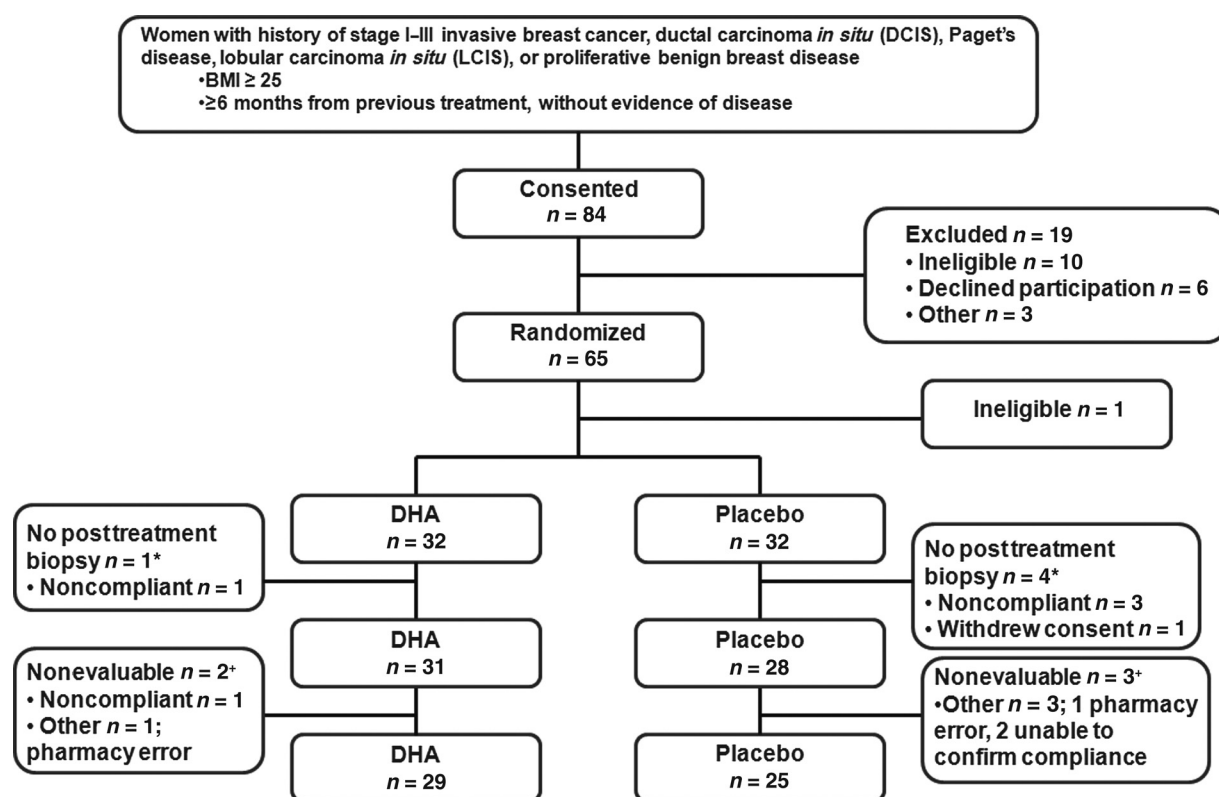 Women with history of stage I–III invasive breast cancer, ductal carcinoma in situ (DCIS), Paget's
disease, lobular carcinoma in situ (LCIS), or proliferative benign breast disease
•BMI ≥ 25
•≥6 months from previous treatment, without evidence of disease
Consented
n = 84
Excluded n = 19
• Ineligible n = 10
• Declined participation n = 6
• Other n = 3
Randomized
n = 65
Ineligible n = 1
DHA
n = 32
Placebo
n = 32
No post treatment
biopsy n = 1*
• Noncompliant n = 1
No post treatment
biopsy n = 4*
• Noncompliant n = 3
• Withdrew consent n = 1
DHA
n = 31
Placebo
n = 28
Nonevaluable n = 2+
• Noncompliant n = 1
• Other n = 1;
pharmacy error
Nonevaluable n = 3+
•Other n = 3; 1 pharmacy
error, 2 unable to
confirm compliance
DHA
n = 29
Placebo
n = 25